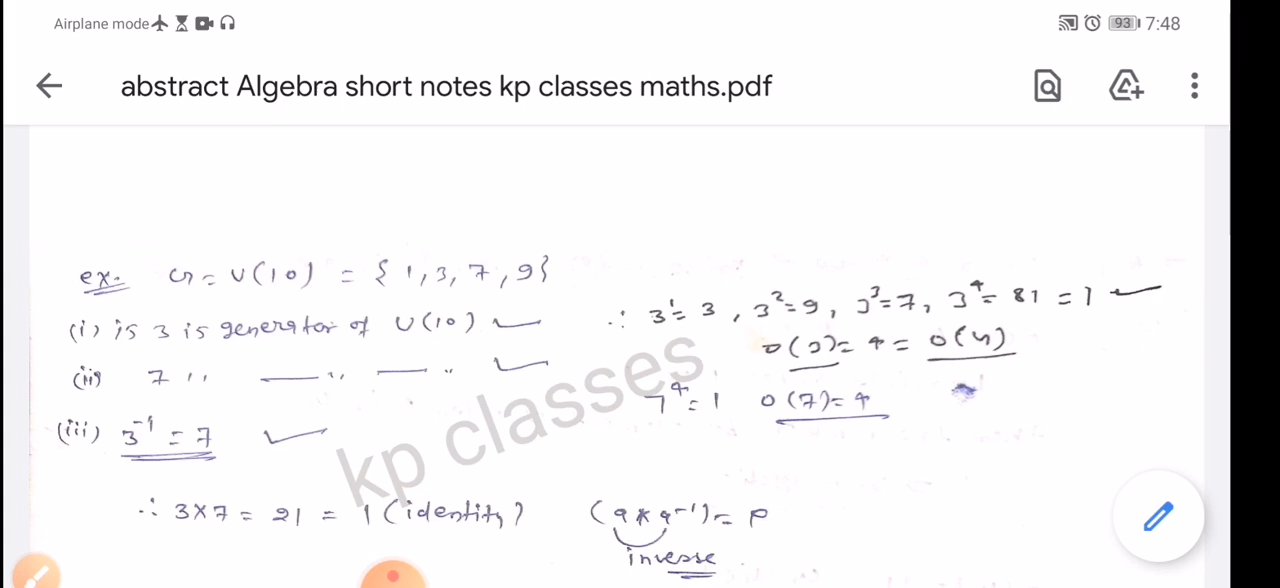 Airplane mode 93 7:48
abstract Algebra short notes kp classes maths.pdf
ex. G = U(10) = { 1, 3, 7, 9}
(i) is 3 is generator of U(10)
∴ 3¹= 3 , 3²= 9, 3³= 7, 3⁴= 81 = 1
O(3)= 4 =
(ii) 7 ,, —— ,, —— ,,
7⁴= 1 O(7)= 4
(iii) 3⁻¹ = 7
kp classes
∴ 3×7 = 21 = 1 (identity)
inverse